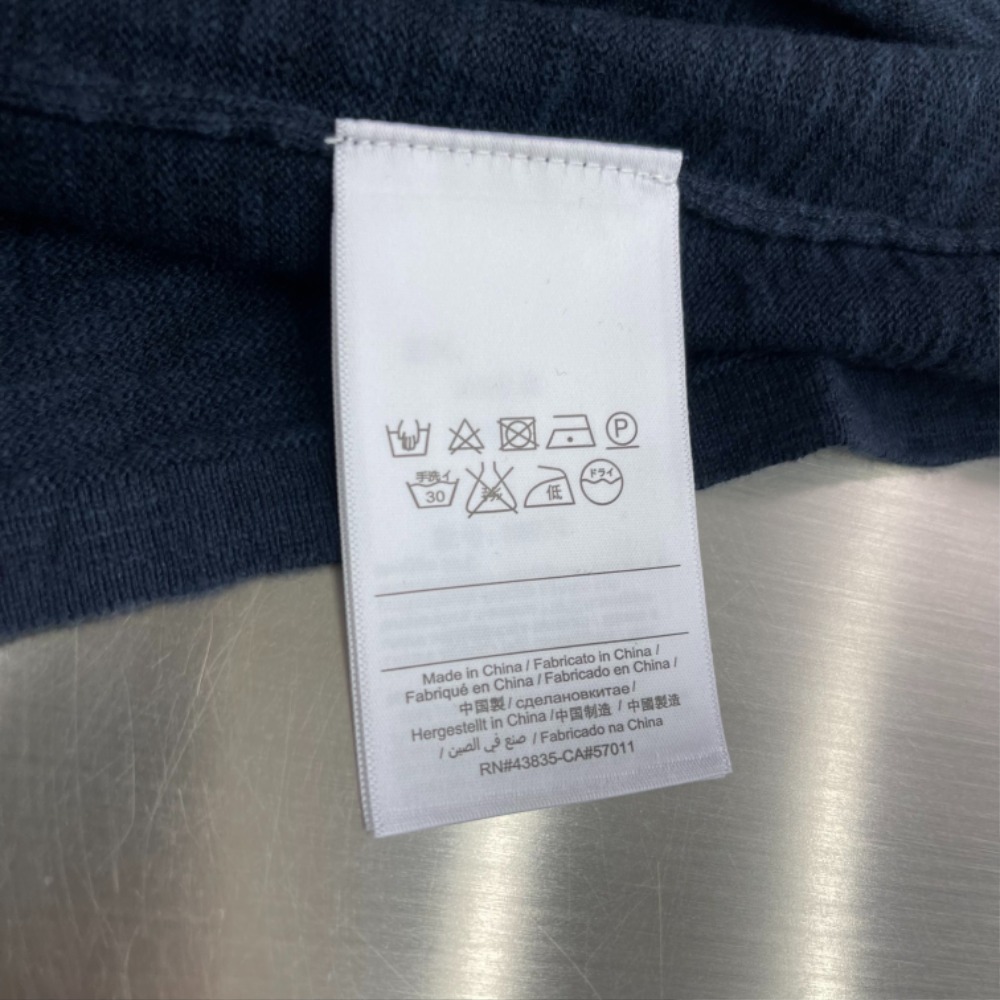 P
手洗イ ドライ
30 低
Made in China / Fabricato in China /
Fabriqué en China / Fabricado en China /
中国製 / сделановкитае /
Hergestellt in China /中国制造 / 中國製造
/ صنع في الصين / Fabricado na China
RN#43835-CA#57011